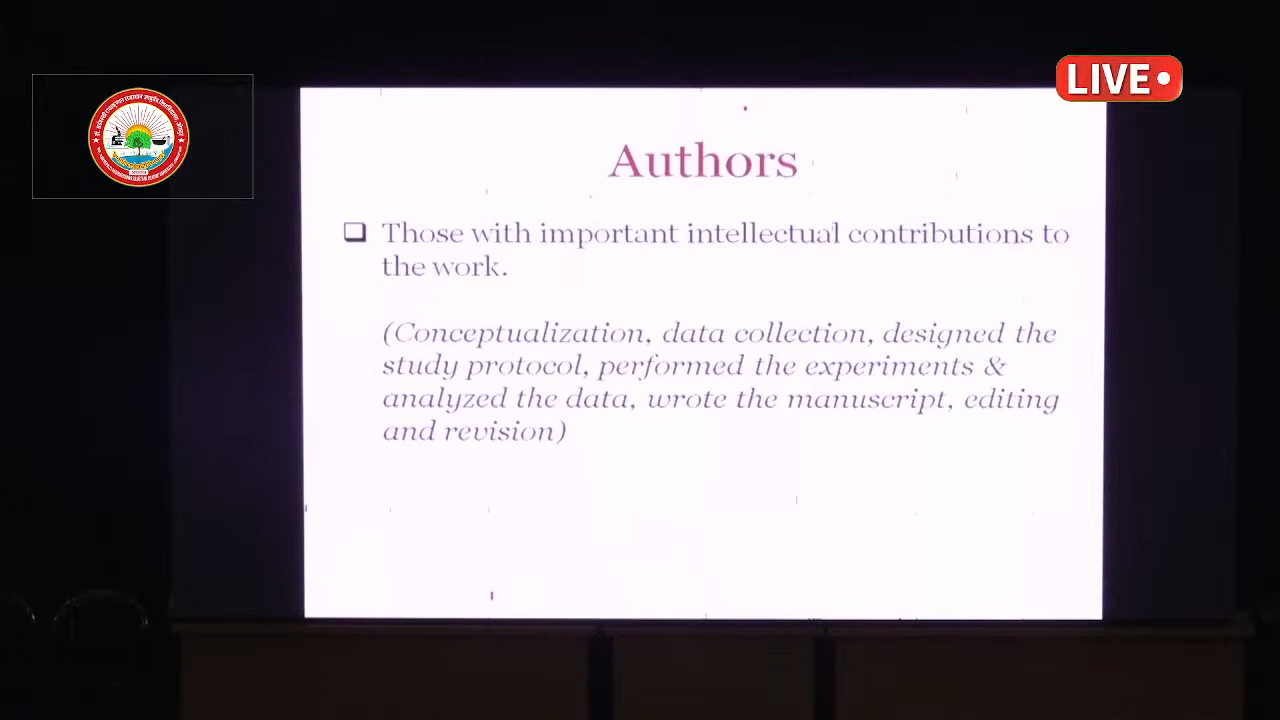 LIVE
Authors
❑ Those with important intellectual contributions to
the work.
(Conceptualization, data collection, designed the
study protocol, performed the experiments &
analyzed the data, wrote the manuscript, editing
and revision)